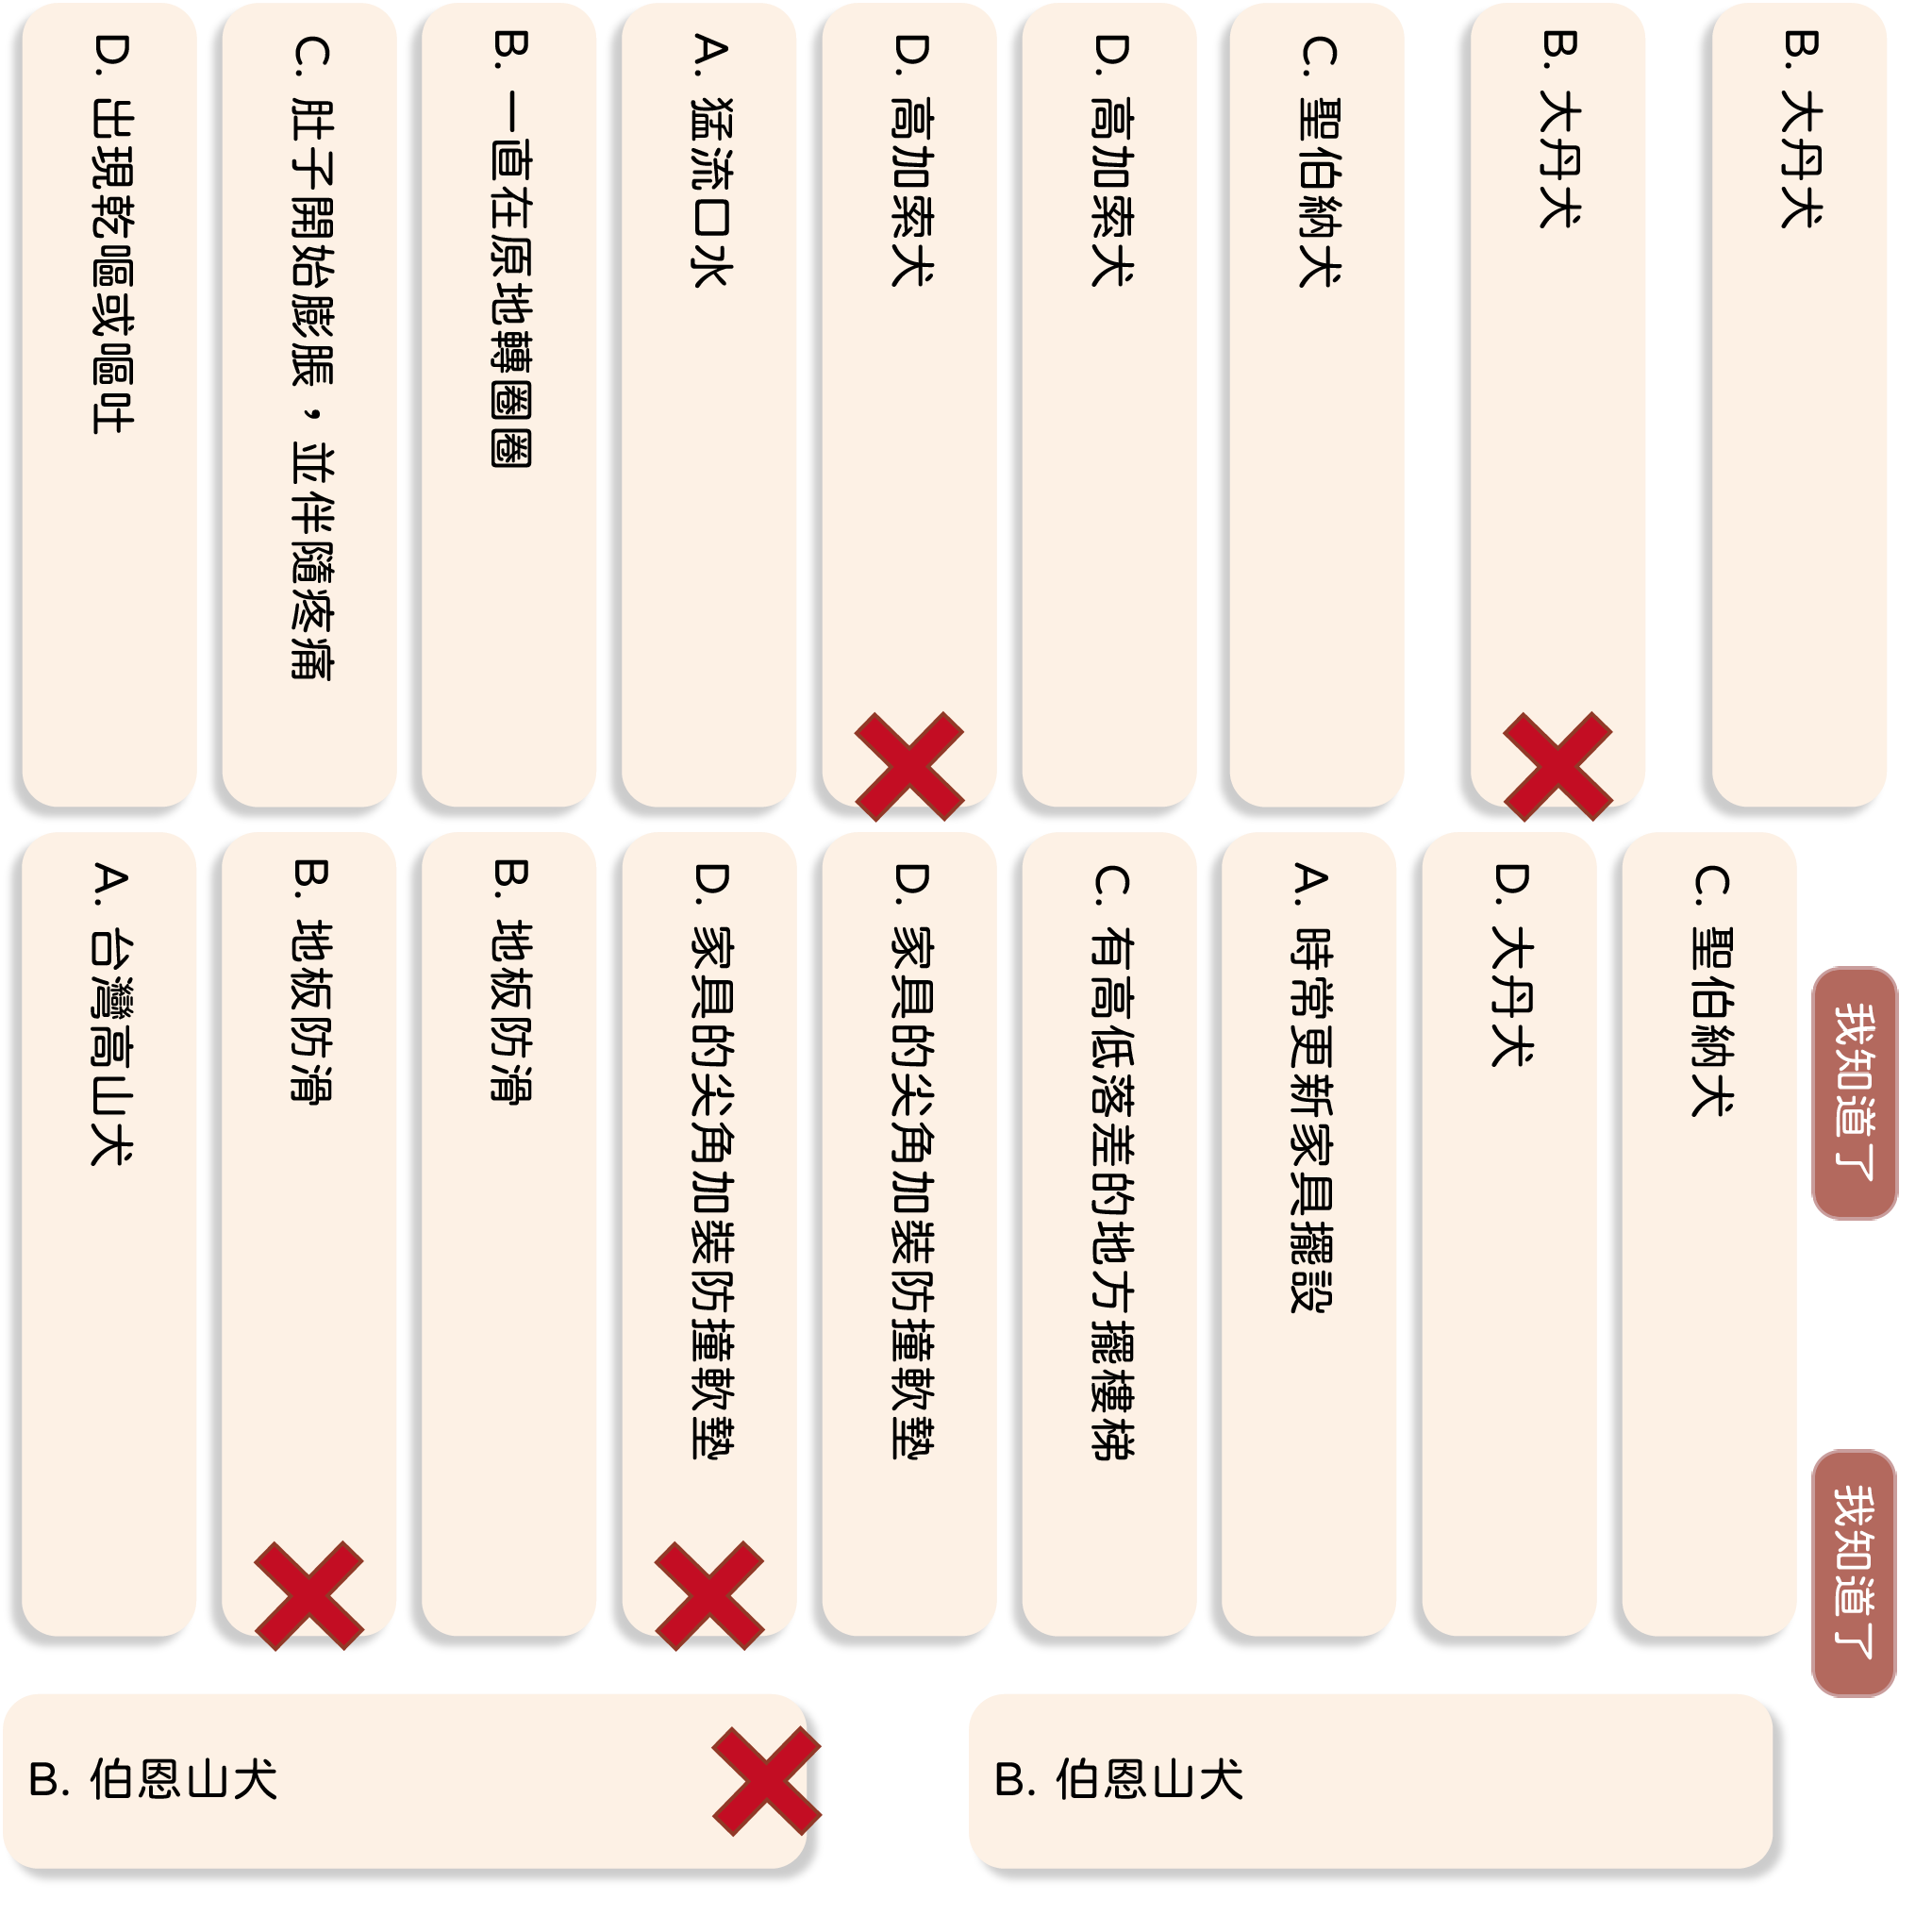 D. 出現乾嘔或嘔吐
C. 肚子開始膨脹，並伴隨疼痛
B. 一直在原地轉圈圈
A. 猛流口水
D. 高加索犬
D. 高加索犬
C. 聖伯納犬
B. 大丹犬
B. 大丹犬
A. 台灣高山犬
B. 地板防滑
B. 地板防滑
D. 家具的尖角加裝防撞軟墊
D. 家具的尖角加裝防撞軟墊
C. 有高低落差的地方擺樓梯
A. 時常更新家具擺設
D. 大丹犬
C. 聖伯納犬
我知道了
我知道了
B. 伯恩山犬
B. 伯恩山犬